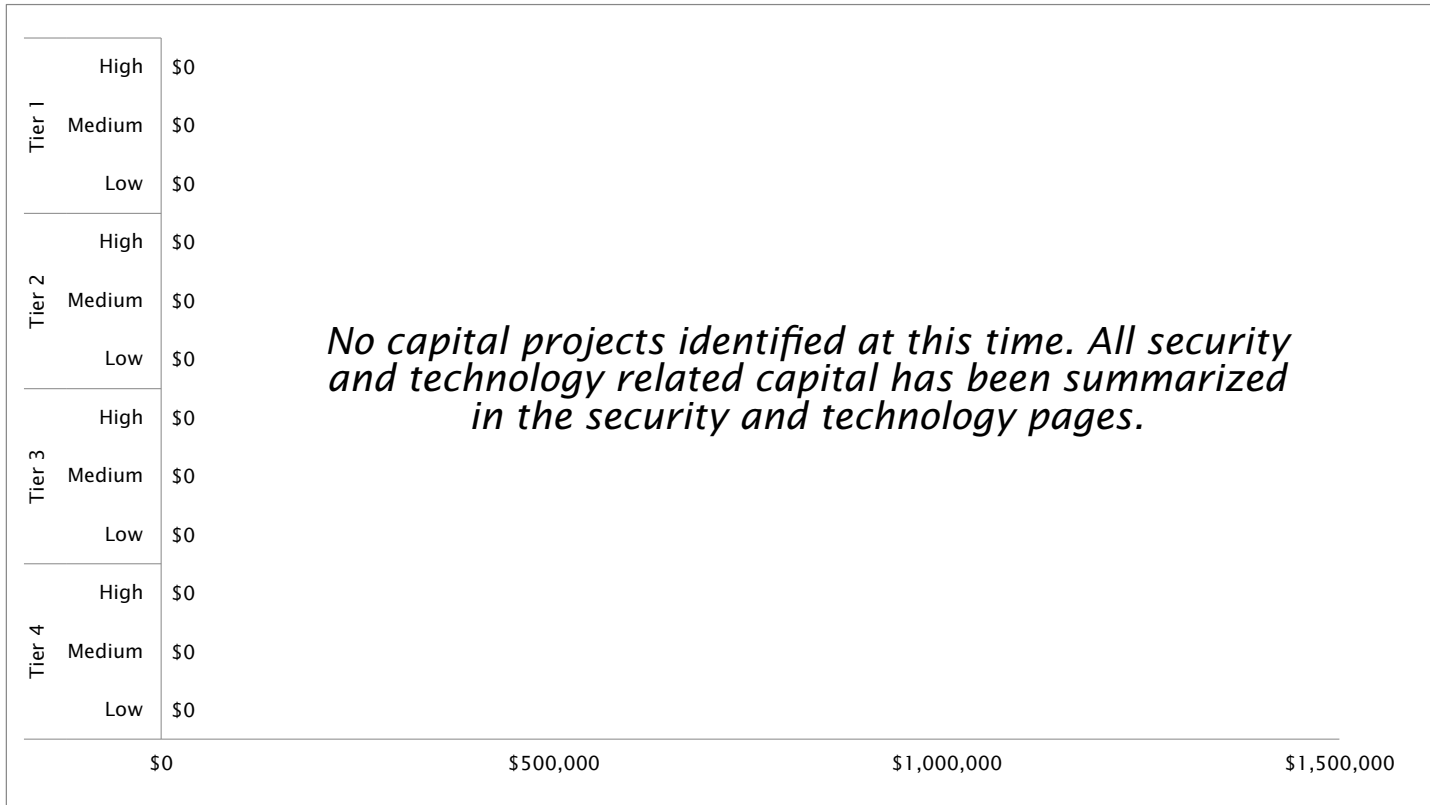 Tier 1
High $0
Medium $0
Low $0
Tier 2
High $0
Medium $0
Low $0
Tier 3
High $0
Medium $0
Low $0
Tier 4
High $0
Medium $0
Low $0
No capital projects identified at this time. All security
and technology related capital has been summarized
in the security and technology pages.
$0 $500,000 $1,000,000 $1,500,000